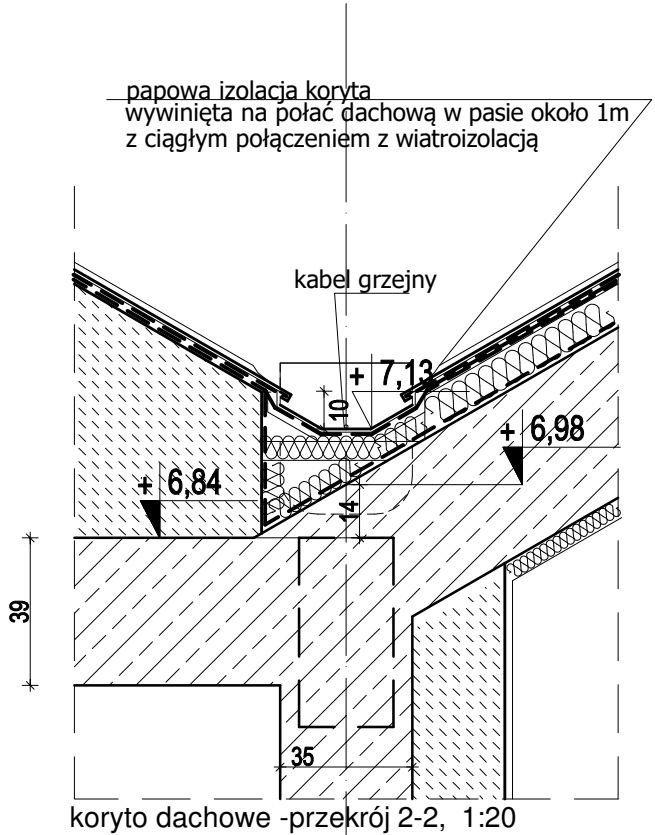 papowa izolacja koryta
wywinięta na połać dachową w pasie około 1m
z ciągłym połączeniem z wiatroizolacją
kabel grzejny
+ 7,13
10
+ 6,98
+ 6,84
14
39
35
koryto dachowe -przekrój 2-2, 1:20